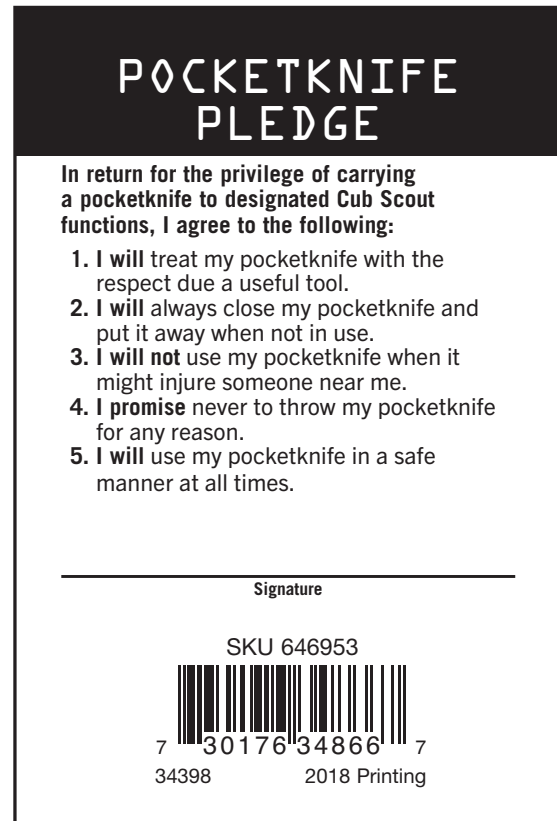 POCKETKNIFE
PLEDGE
In return for the privilege of carrying
a pocketknife to designated Cub Scout
functions, I agree to the following:
1. I will treat my pocketknife with the
respect due a useful tool.
2. I will always close my pocketknife and
put it away when not in use.
3. I will not use my pocketknife when it
might injure someone near me.
4. I promise never to throw my pocketknife
for any reason.
5. I will use my pocketknife in a safe
manner at all times.
Signature
SKU 646953
7 30176 34866 7
34398 2018 Printing